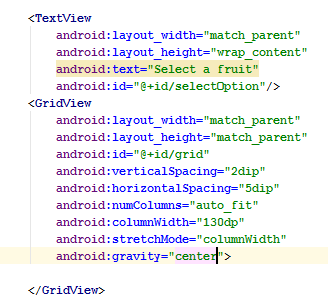 <TextView
android:layout_width="match_parent"
android:layout_height="wrap_content"
android:text="Select a fruit"
android:id="@+id/selectOption"/>
<GridView
android:layout_width="match_parent"
android:layout_height="match_parent"
android:id="@+id/grid"
android:verticalSpacing="2dip"
android:horizontalSpacing="5dip"
android:numColumns="auto_fit"
android:columnWidth="130dp"
android:stretchMode="columnWidth"
android:gravity="center">
</GridView>